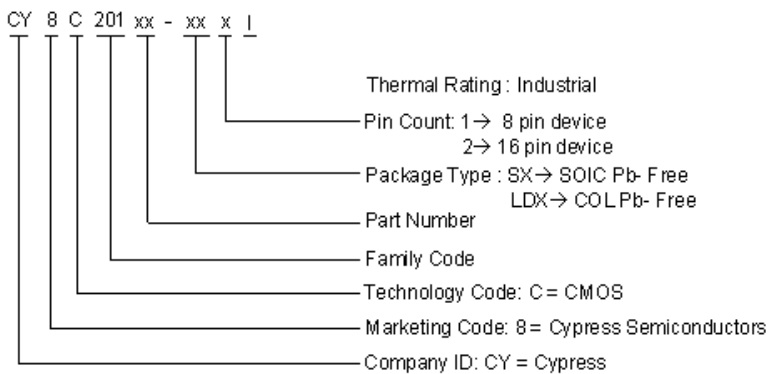 CY 8 C 201 xx - xx x I
Thermal Rating : Industrial
Pin Count: 1→ 8 pin device
2→ 16 pin device
Package Type : SX→ SOIC Pb- Free
LDX→ COL Pb- Free
Part Number
Family Code
Technology Code: C = CMOS
Marketing Code: 8 = Cypress Semiconductors
Company ID: CY = Cypress